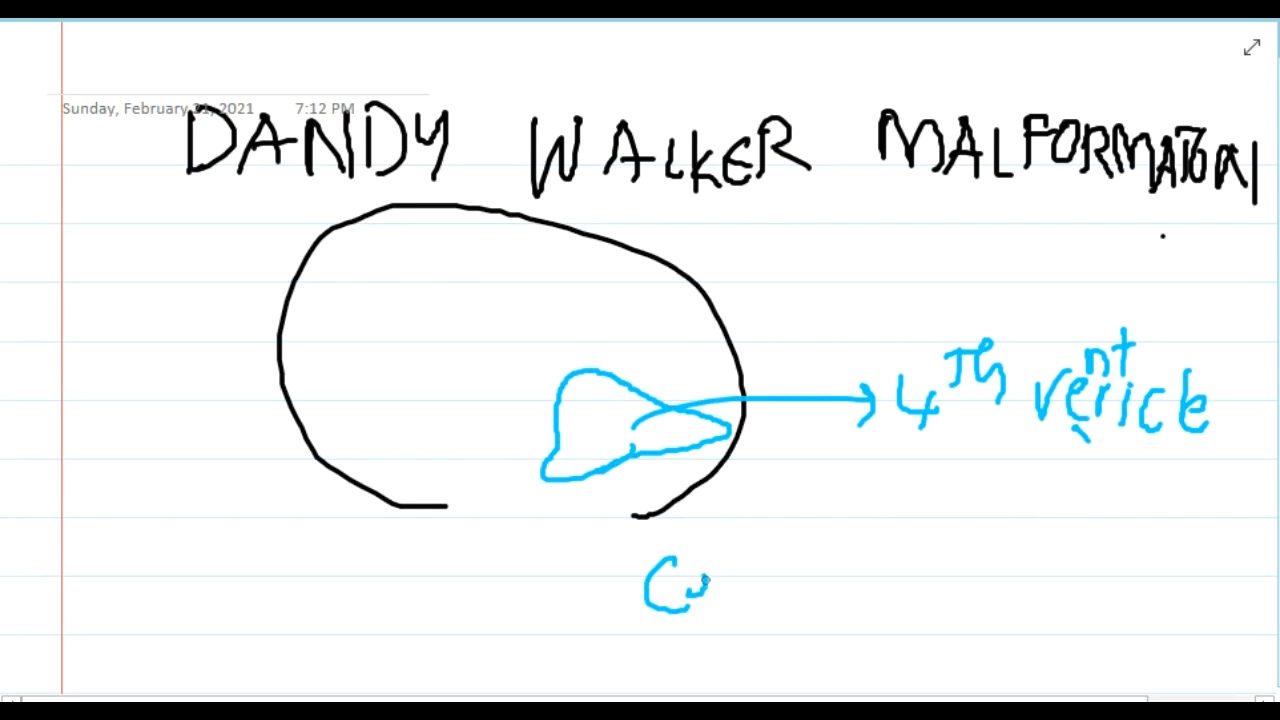 Sunday, February 21, 2021 7:12 PM
DANDY WALKER MALFORMATION
4th ventricle